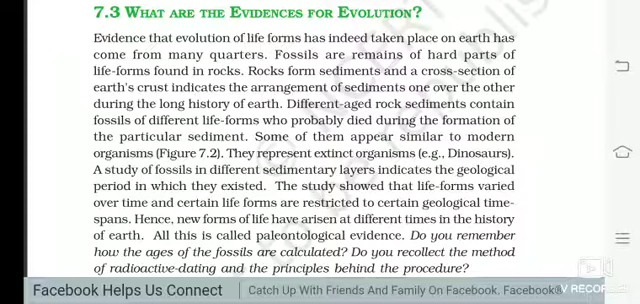 7.3 WHAT ARE THE EVIDENCES FOR EVOLUTION?
Evidence that evolution of life forms has indeed taken place on earth has
come from many quarters. Fossils are remains of hard parts of
life-forms found in rocks. Rocks form sediments and a cross-section of
earth's crust indicates the arrangement of sediments one over the other
during the long history of earth. Different-aged rock sediments contain
fossils of different life-forms who probably died during the formation of
the particular sediment. Some of them appear similar to modern
organisms (Figure 7.2). They represent extinct organisms (e.g., Dinosaurs).
A study of fossils in different sedimentary layers indicates the geological
period in which they existed. The study showed that life-forms varied
over time and certain life forms are restricted to certain geological time-
spans. Hence, new forms of life have arisen at different times in the history
of earth. All this is called paleontological evidence. Do you remember
how the ages of the fossils are calculated? Do you recollect the method
of radioactive-dating and the principles behind the procedure?
Facebook Helps Us Connect
Catch Up With Friends And Family On Facebook. Facebook®